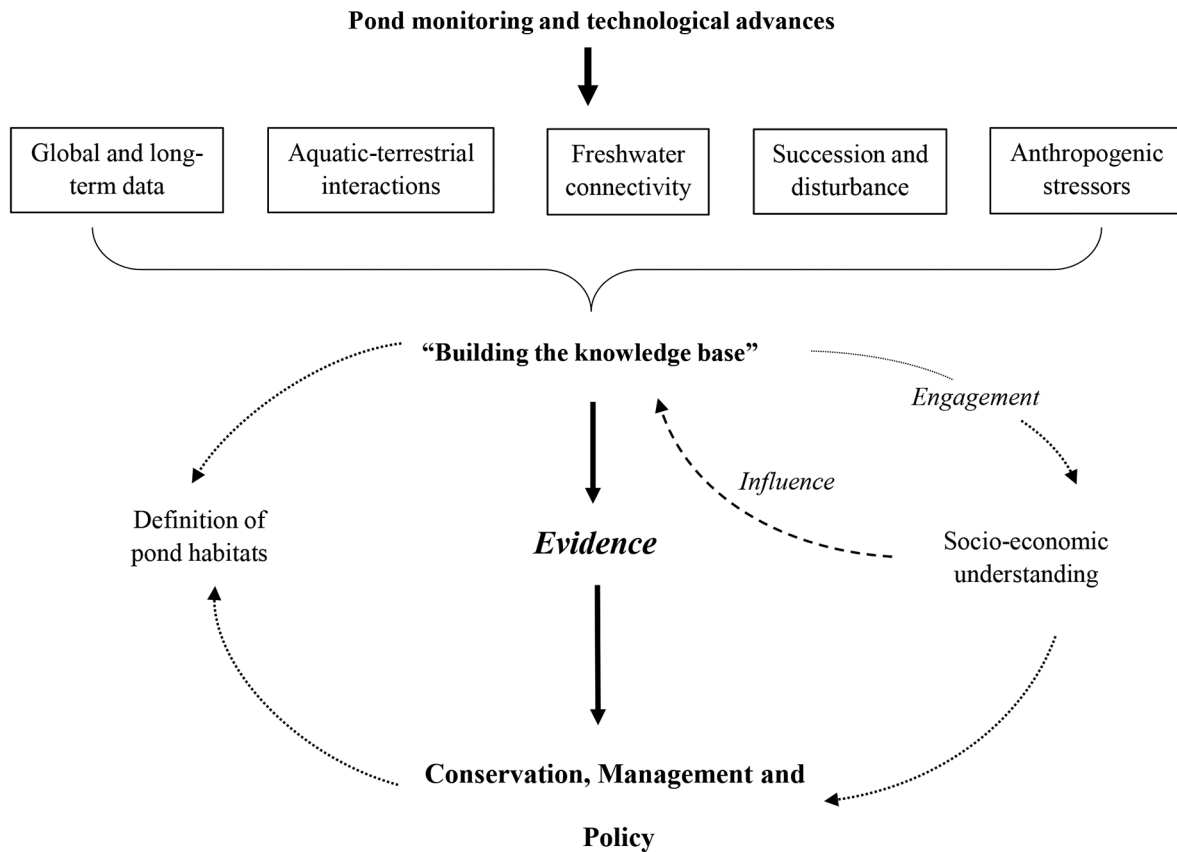 Pond monitoring and technological advances
Global and long-
term data
Aquatic-terrestrial
interactions
Freshwater
connectivity
Succession and
disturbance
Anthropogenic
stressors
“Building the knowledge base”
Engagement
Influence
Definition of
pond habitats
Evidence
Socio-economic
understanding
Conservation, Management and
Policy